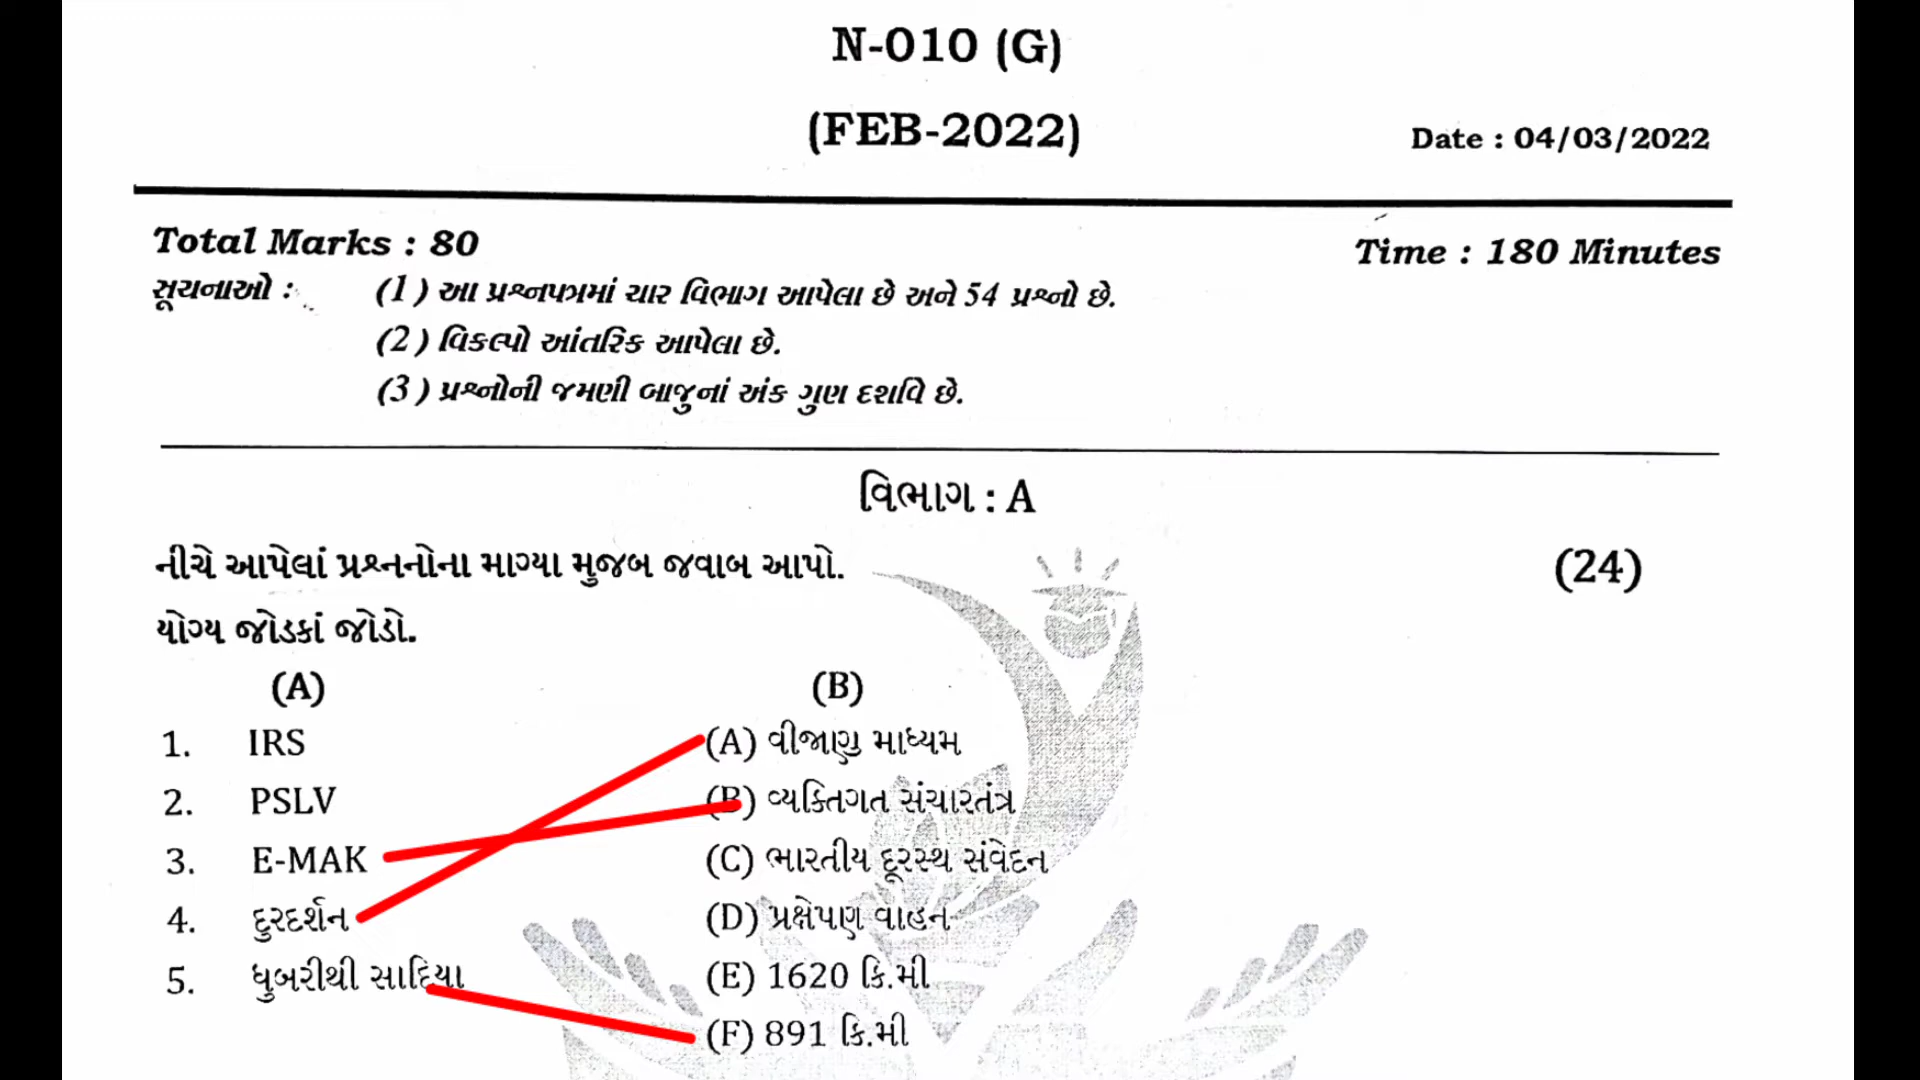 N-010 (G)
(FEB-2022)
Date : 04/03/2022
Total Marks : 80
Time : 180 Minutes
સૂચનાઓ : (1) આ પ્રશ્નપત્રમાં ચાર વિભાગ આપેલા છે અને 54 પ્રશ્નો છે.
(2) વિકલ્પો આંતરિક આપેલા છે.
(3) પ્રશ્નોની જમણી બાજુનાં અંક ગુણ દર્શાવે છે.
વિભાગ : A
નીચે આપેલાં પ્રશ્નનોના માગ્યા મુજબ જવાબ આપો. (24)
યોગ્ય જોડકાં જોડો.
(A) (B)
1. IRS (A) વીજાણુ માધ્યમ
2. PSLV (B) વ્યક્તિગત સંચારતંત્ર
3. E-MAK (C) ભારતીય દૂરસ્થ સંવેદન
4. દુરદર્શન (D) પ્રક્ષેપણ વાહન
5. ધુબરીથી સાદિયા (E) 1620 કિ.મી
(F) 891 કિ.મી